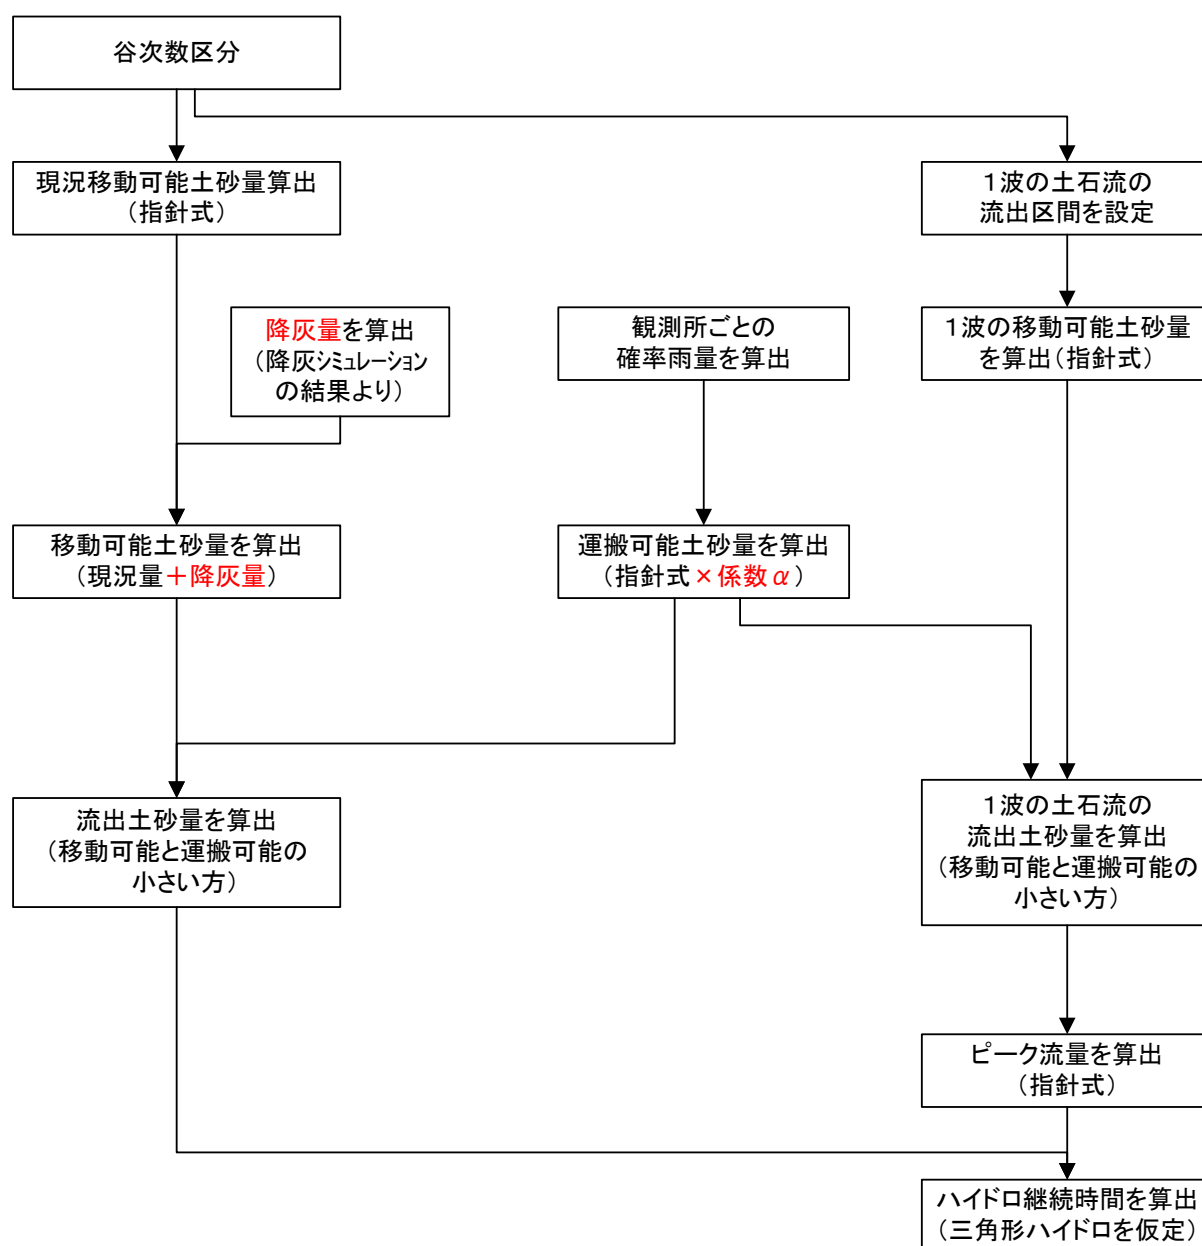 谷次数区分
現況移動可能土砂量算出
（指針式）
１波の土石流の
流出区間を設定
降灰量を算出
（降灰ｼﾐｭﾚｰｼｮﾝ
の結果より）
観測所ごとの
確率雨量を算出
１波の移動可能土砂量
を算出（指針式）
移動可能土砂量を算出
（現況量＋降灰量）
運搬可能土砂量を算出
（指針式×係数α）
流出土砂量を算出
（移動可能と運搬可能の
小さい方）
１波の土石流の
流出土砂量を算出
（移動可能と運搬可能の
小さい方）
ピーク流量を算出
（指針式）
ハイドロ継続時間を算出
（三角形ハイドロを仮定）